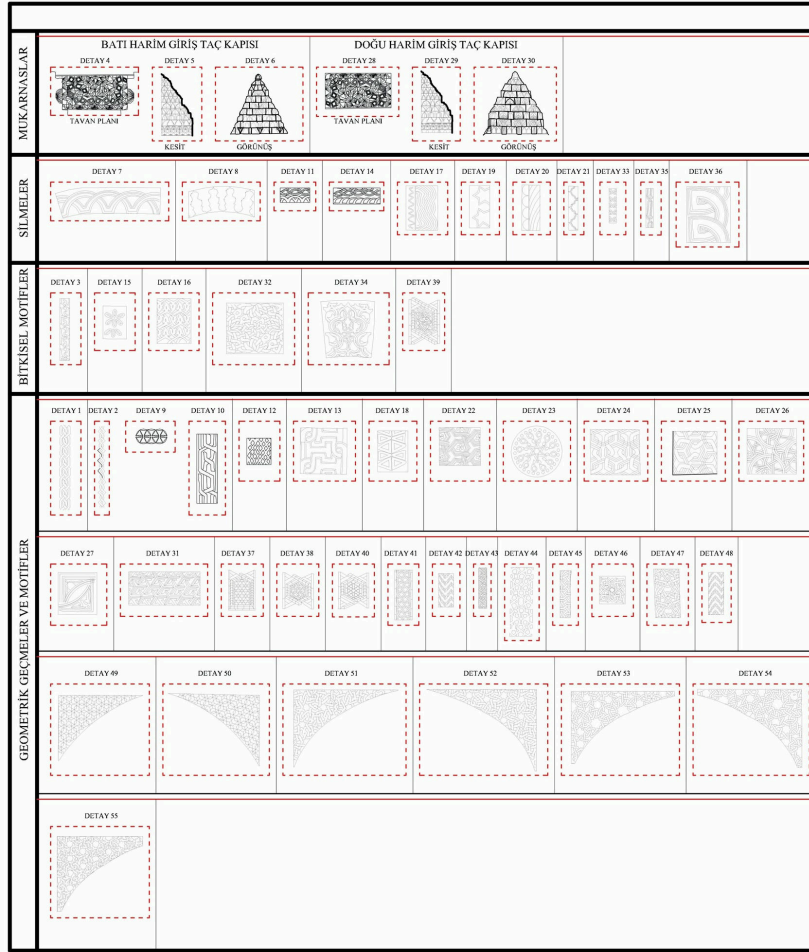 MUKARNASLAR
BATI HARİM GİRİŞ TAÇ KAPISI
DOĞU HARİM GİRİŞ TAÇ KAPISI
DETAY 4
DETAY 5
DETAY 6
DETAY 28
DETAY 29
DETAY 30
TAVAN PLANI
KESİT
GÖRÜNÜŞ
TAVAN PLANI
KESİT
GÖRÜNÜŞ
SİLMELER
DETAY 7
DETAY 8
DETAY 11
DETAY 14
DETAY 17
DETAY 19
DETAY 20
DETAY 21
DETAY 33
DETAY 35
DETAY 36
BİTKİSEL MOTİFLER
DETAY 3
DETAY 15
DETAY 16
DETAY 32
DETAY 34
DETAY 39
GEOMETRİK GEÇMELER VE MOTİFLER
DETAY 1
DETAY 2
DETAY 9
DETAY 10
DETAY 12
DETAY 13
DETAY 18
DETAY 22
DETAY 23
DETAY 24
DETAY 25
DETAY 26
DETAY 27
DETAY 31
DETAY 37
DETAY 38
DETAY 40
DETAY 41
DETAY 42
DETAY 43
DETAY 44
DETAY 45
DETAY 46
DETAY 47
DETAY 48
DETAY 49
DETAY 50
DETAY 51
DETAY 52
DETAY 53
DETAY 54
DETAY 55